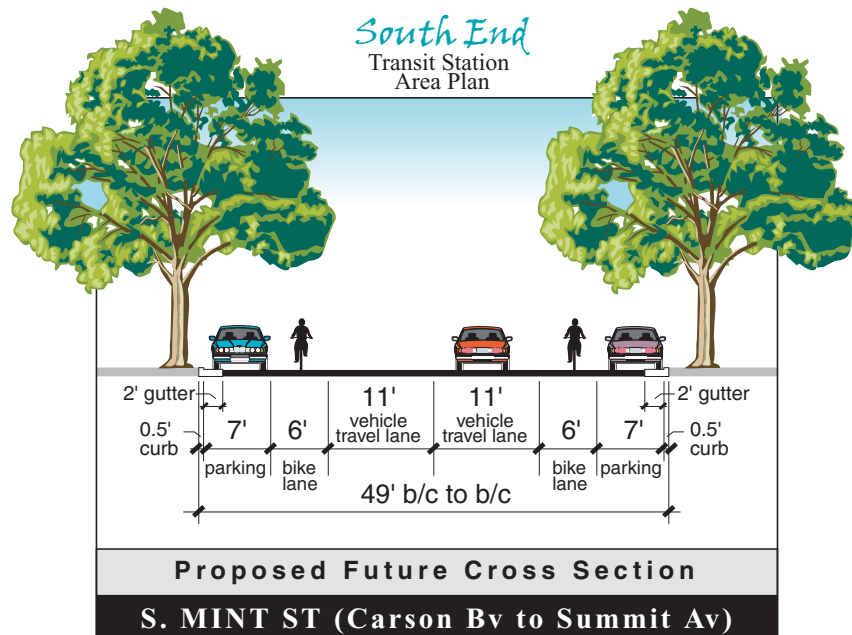 South End
Transit Station
Area Plan
2' gutter
11'
11'
2' gutter
0.5'
curb
7'
6'
vehicle
travel lane
vehicle
travel lane
6'
7'
0.5'
curb
parking
bike
lane
bike
lane
parking
49' b/c to b/c
Proposed Future Cross Section
S. MINT ST (Carson Bv to Summit Av)